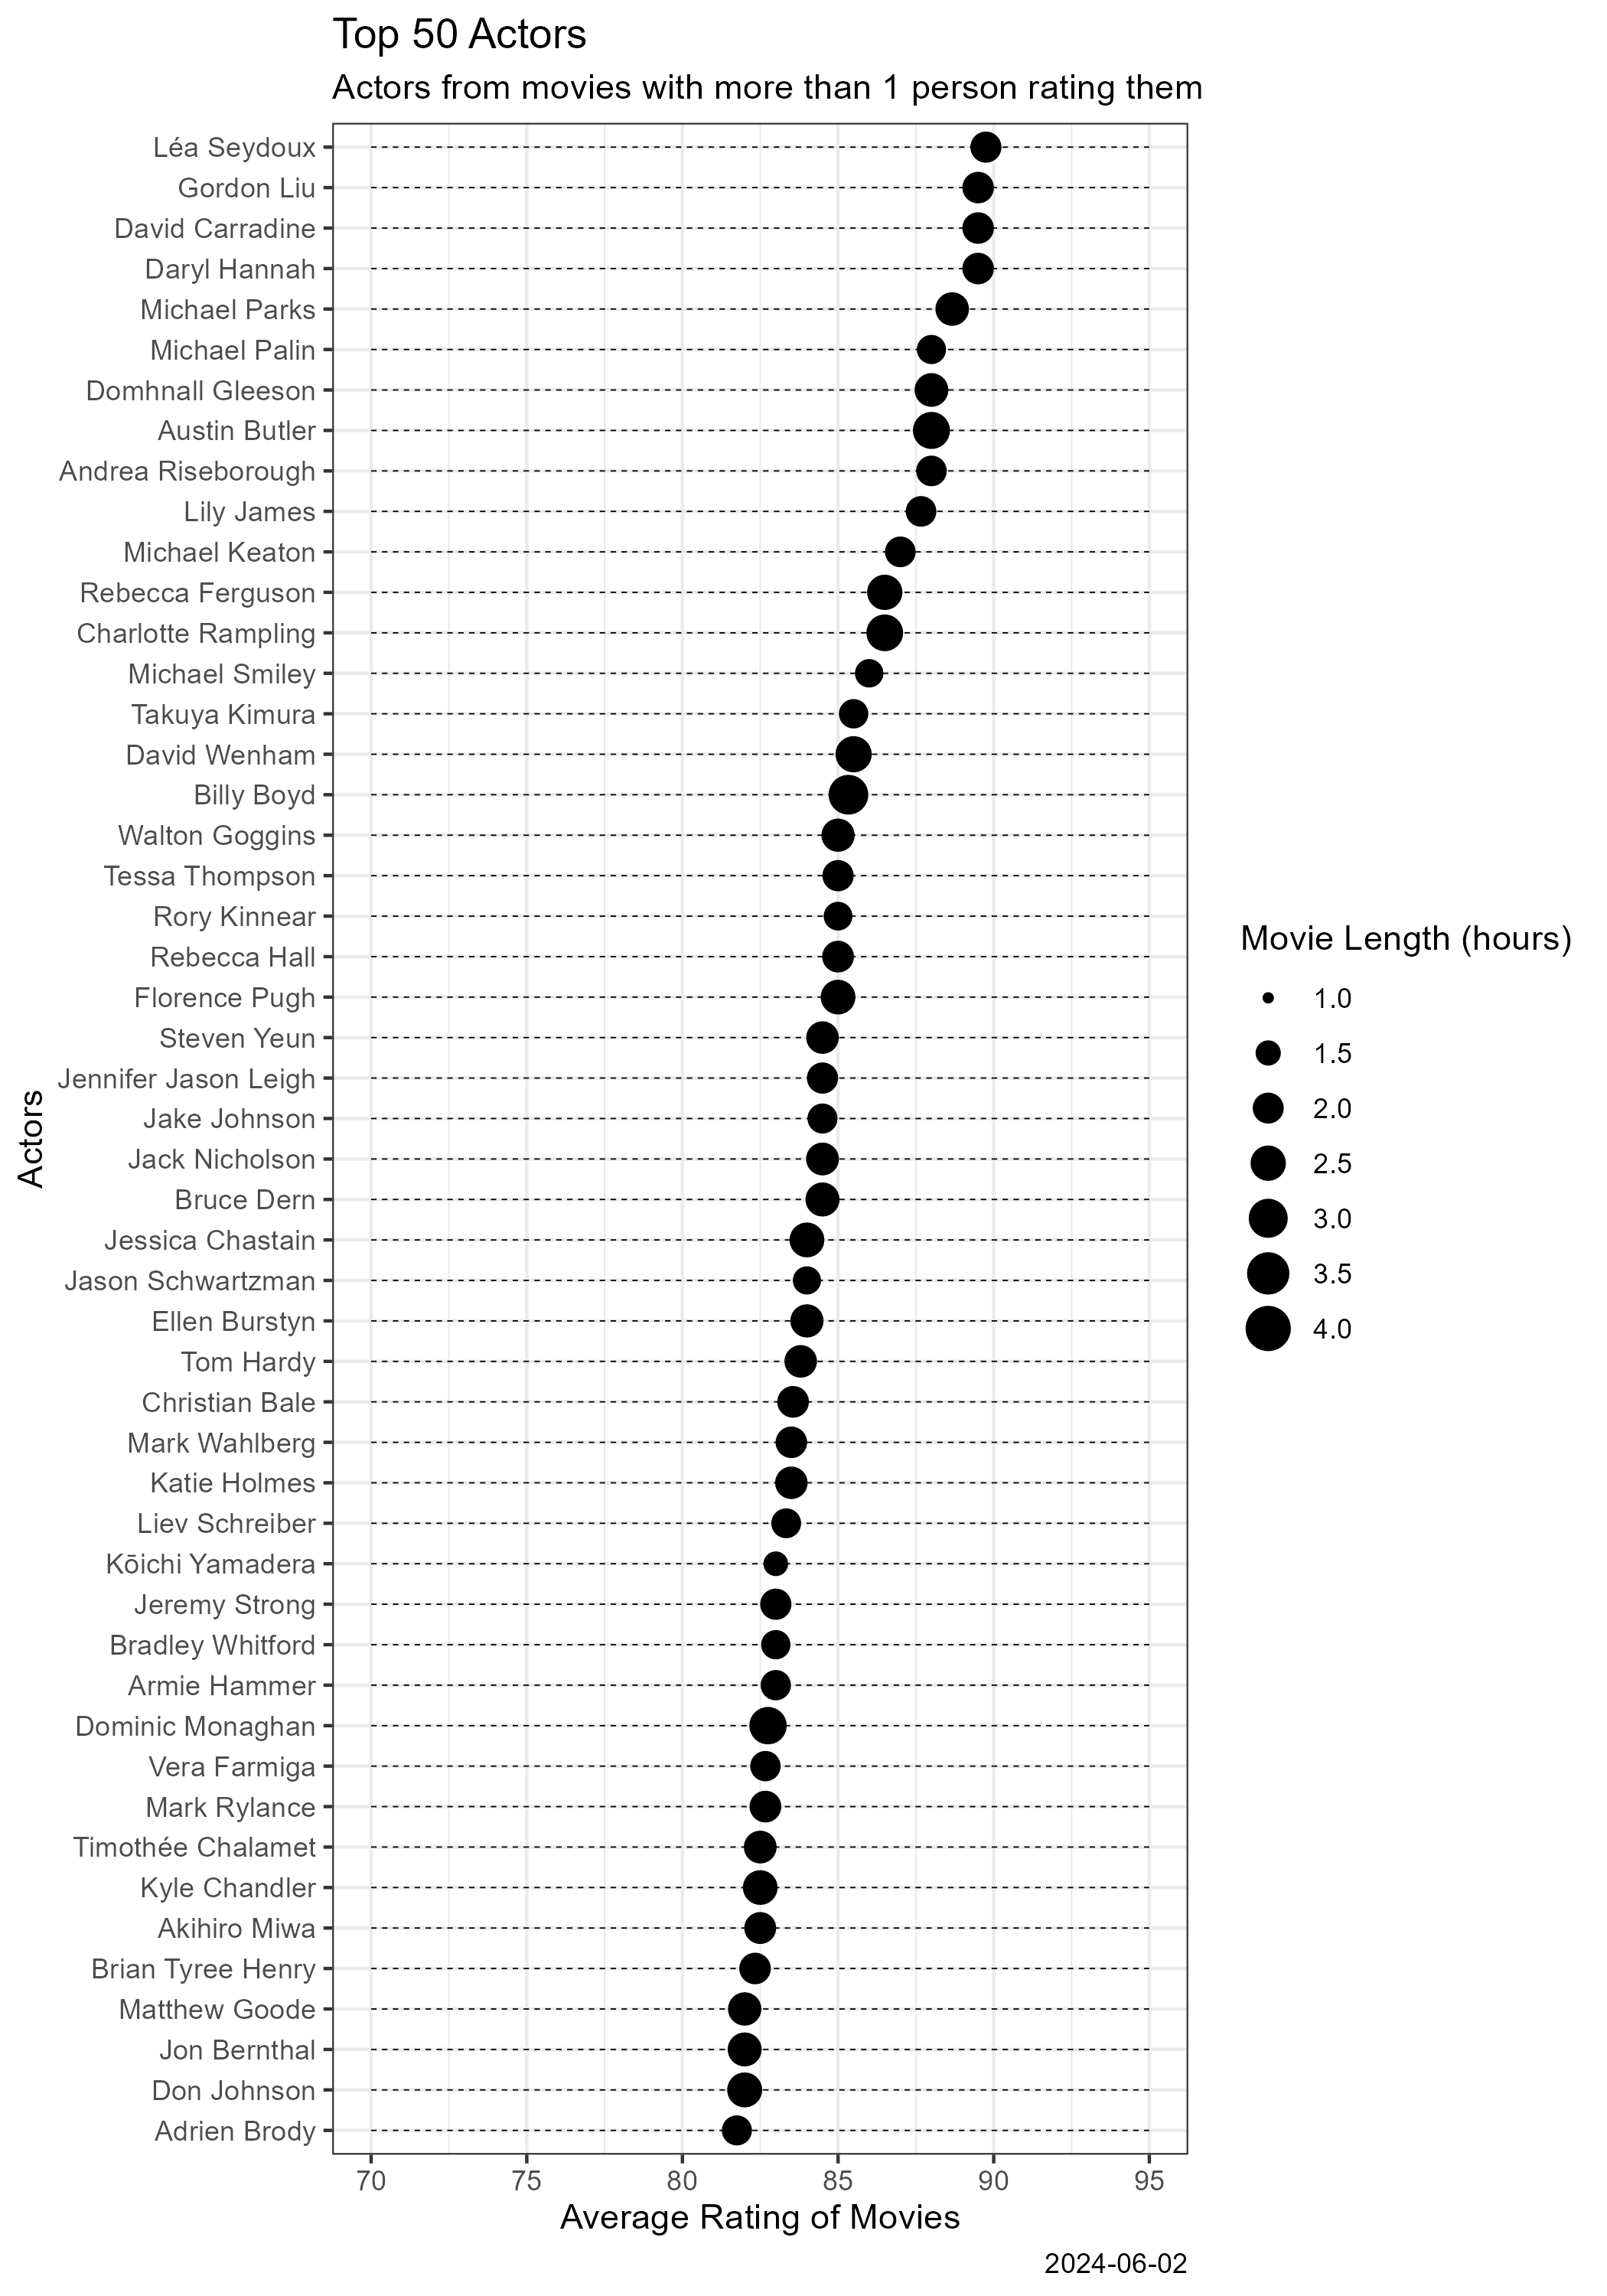 Top 50 Actors
Actors from movies with more than 1 person rating them
Léa Seydoux
Gordon Liu
David Carradine
Daryl Hannah
Michael Parks
Michael Palin
Domhnall Gleeson
Austin Butler
Andrea Riseborough
Lily James
Michael Keaton
Rebecca Ferguson
Charlotte Rampling
Michael Smiley
Takuya Kimura
David Wenham
Billy Boyd
Walton Goggins
Tessa Thompson
Rory Kinnear
Rebecca Hall
Florence Pugh
Steven Yeun
Jennifer Jason Leigh
Jake Johnson
Jack Nicholson
Bruce Dern
Jessica Chastain
Jason Schwartzman
Ellen Burstyn
Tom Hardy
Christian Bale
Mark Wahlberg
Katie Holmes
Liev Schreiber
Kōichi Yamadera
Jeremy Strong
Bradley Whitford
Armie Hammer
Dominic Monaghan
Vera Farmiga
Mark Rylance
Timothée Chalamet
Kyle Chandler
Akihiro Miwa
Brian Tyree Henry
Matthew Goode
Jon Bernthal
Don Johnson
Adrien Brody
Actors
70 75 80 85 90 95
Average Rating of Movies
Movie Length (hours)
1.0
1.5
2.0
2.5
3.0
3.5
4.0
2024-06-02